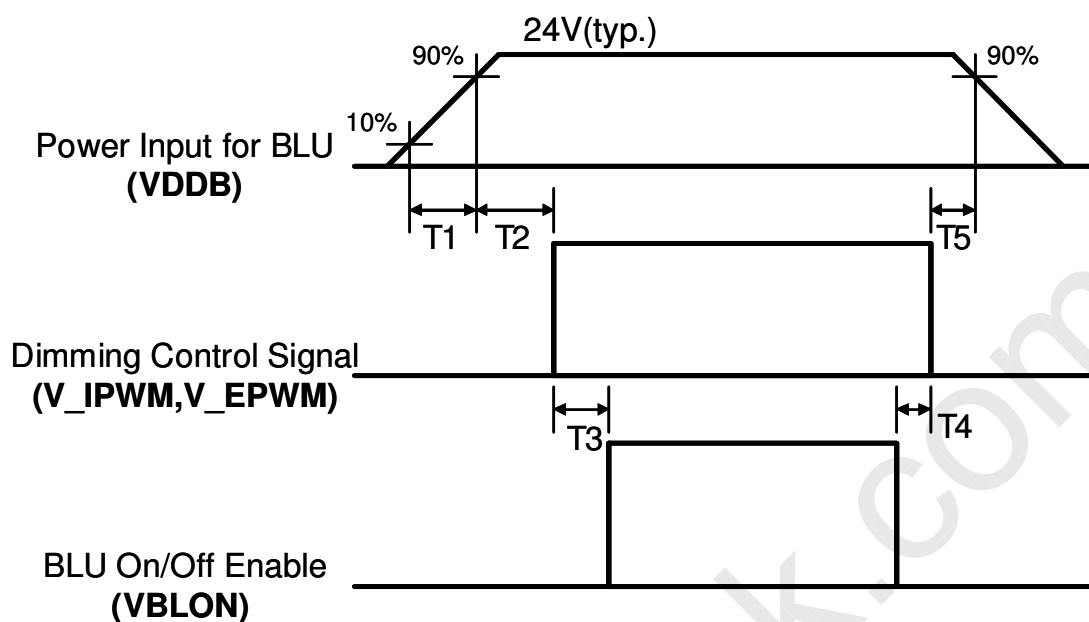 24V(typ.)
90%
90%
10%
Power Input for BLU
(VDDB)
T1
T2
T5
Dimming Control Signal
(V_IPWM,V_EPWM)
T3
T4
BLU On/Off Enable
(VBLON)
k.com